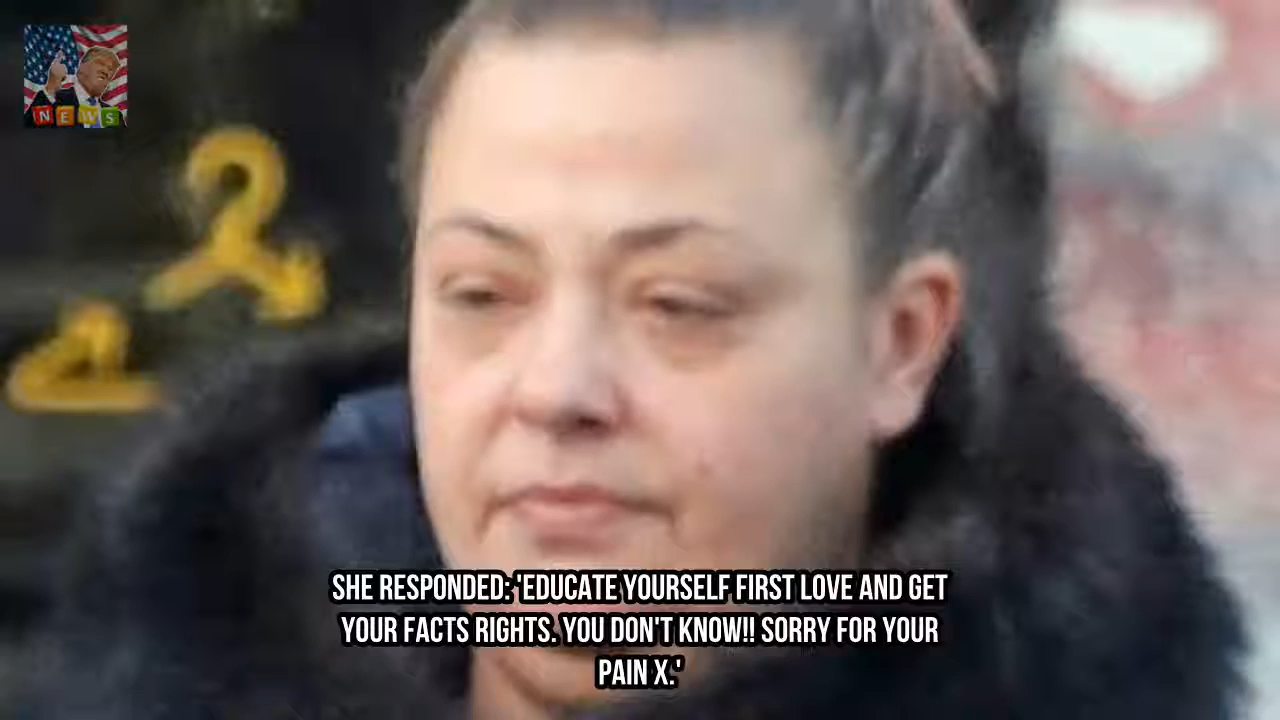 NEWS
SHE RESPONDED: 'EDUCATE YOURSELF FIRST LOVE AND GET
YOUR FACTS RIGHTS. YOU DON'T KNOW!! SORRY FOR YOUR
PAIN X.'